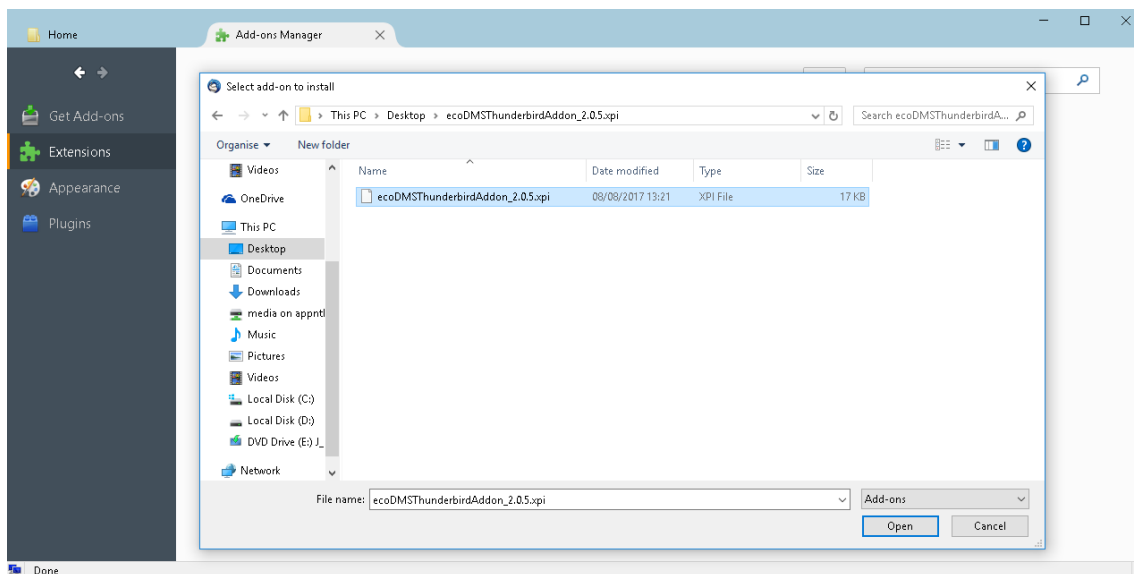 Home
Add-ons Manager
Select add-on to install
This PC > Desktop > ecoDMSThunderbirdAddon_2.0.5.xpi
Search ecoDMSThunderbirdA...
Organise
New folder
Get Add-ons
Extensions
Appearance
Plugins
Videos
OneDrive
This PC
Desktop
Documents
Downloads
media on appntl
Music
Pictures
Videos
Local Disk (C:)
Local Disk (D:)
DVD Drive (E:) J_
Network
Name Date modified Type Size
ecoDMSThunderbirdAddon_2.0.5.xpi 08/08/2017 13:21 XPI File 17 KB
File name: ecoDMSThunderbirdAddon_2.0.5.xpi
Add-ons
Open Cancel
Done